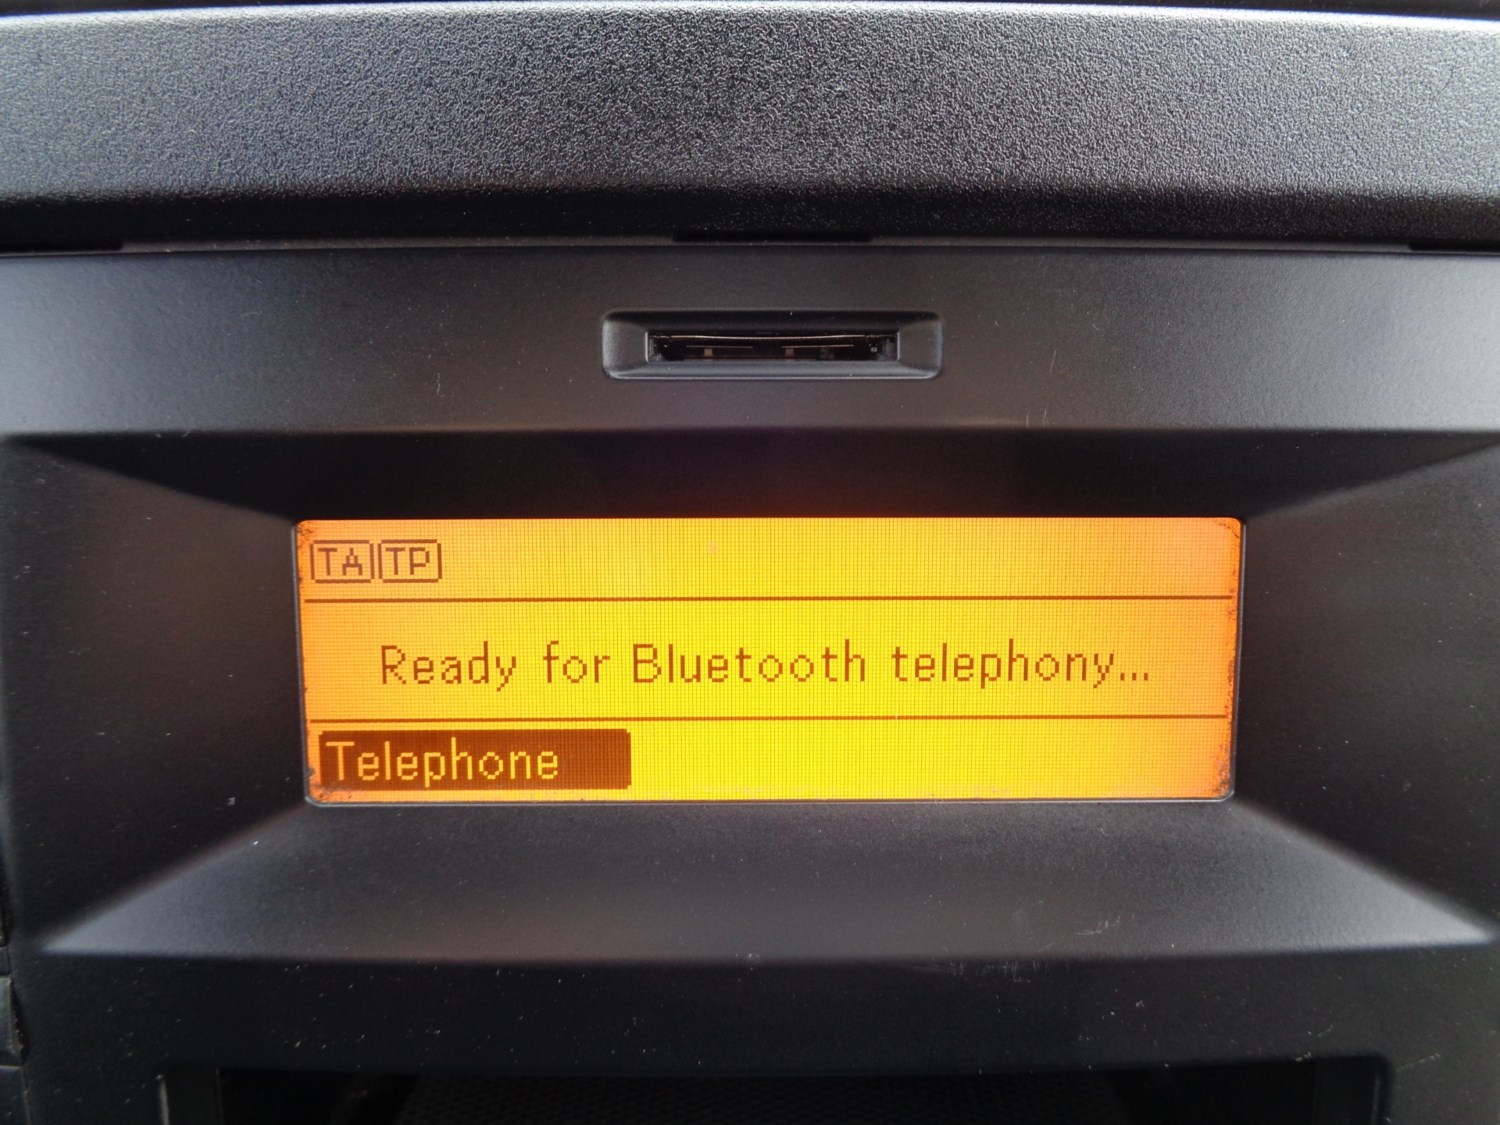 TA TP
Ready for Bluetooth telephony...
Telephone